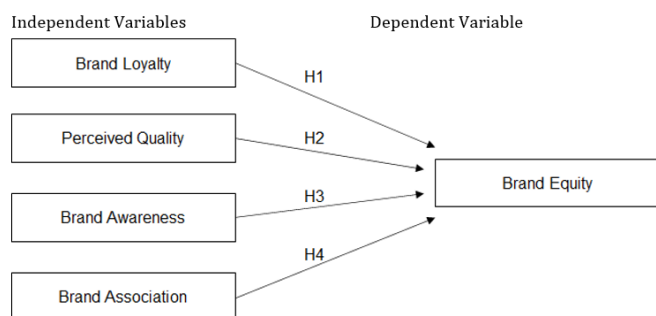 Independent Variables
Dependent Variable
Brand Loyalty
H1
Perceived Quality
H2
Brand Equity
Brand Awareness
H3
H4
Brand Association